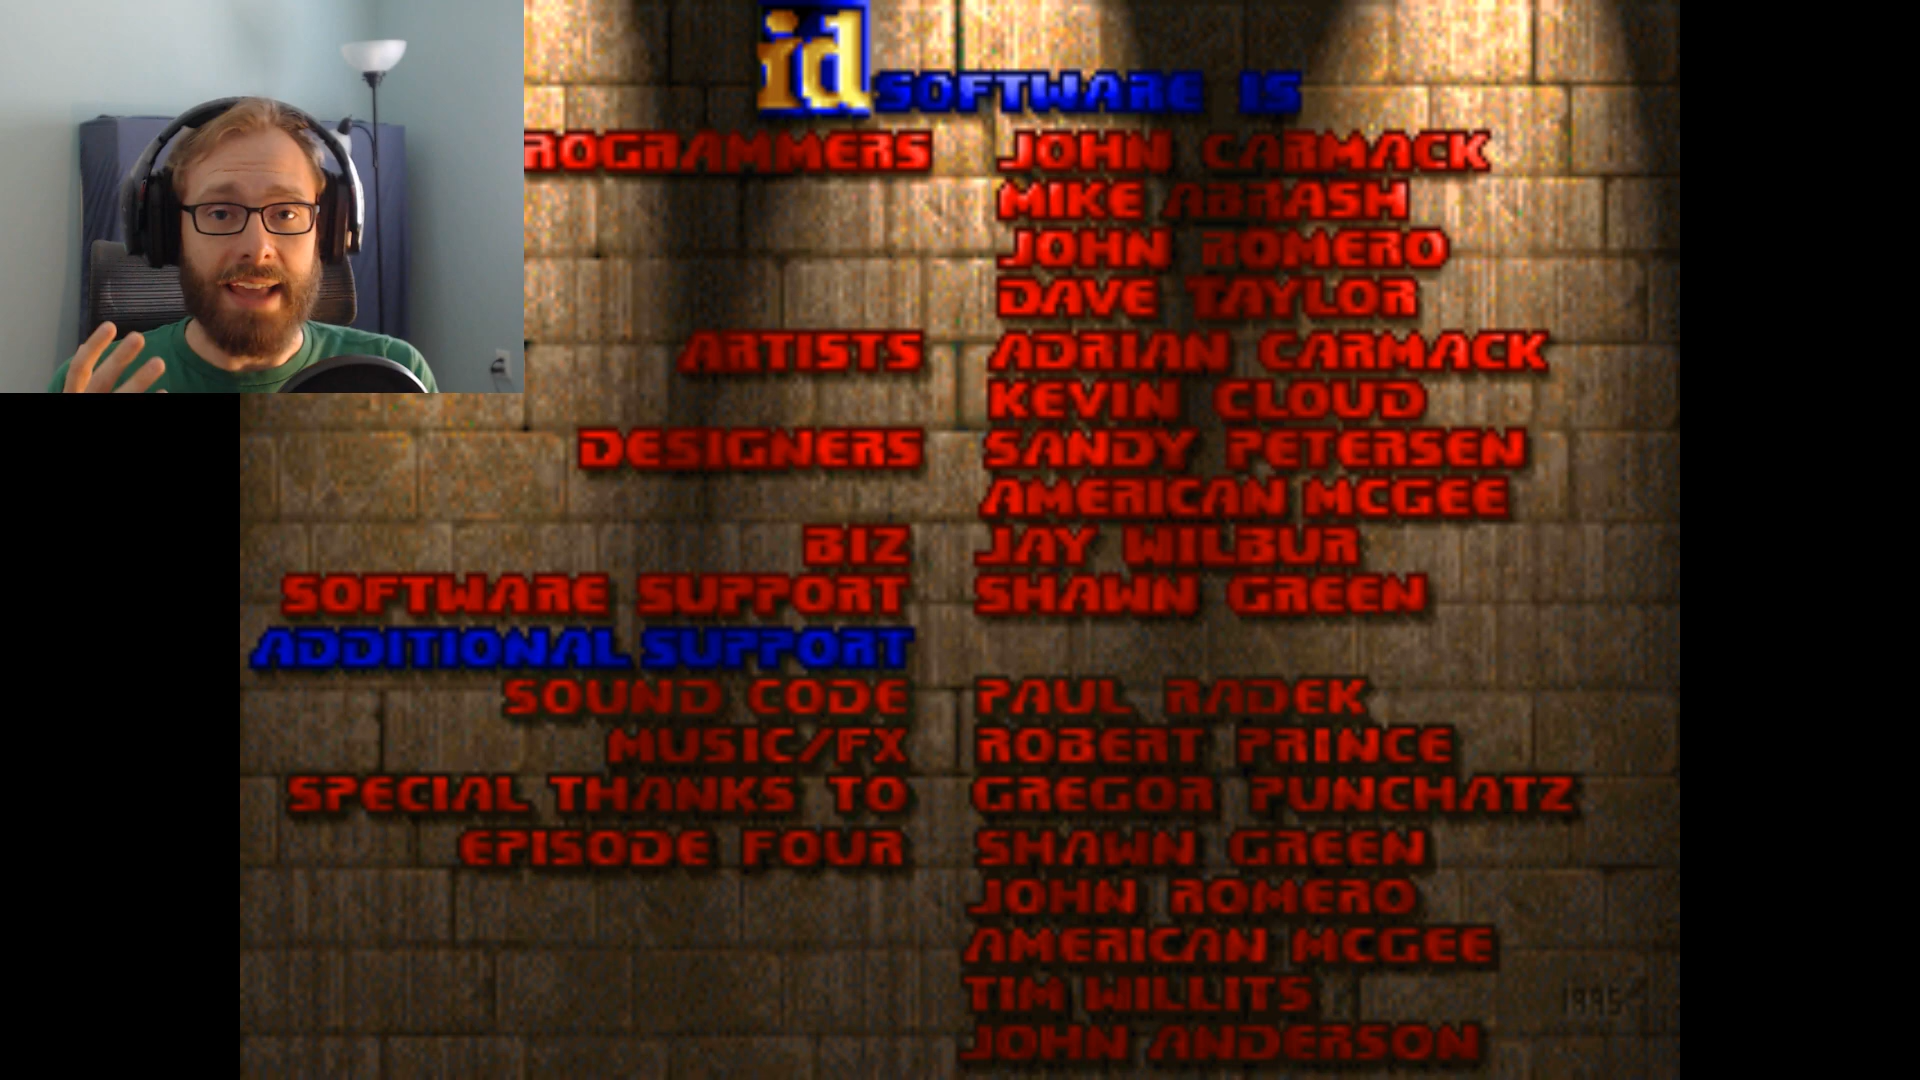 id SOFTWARE IS
ROGRAMMERS JOHN CARMACK
MIKE ABRASH
JOHN ROMERO
DAVE TAYLOR
ARTISTS ADRIAN CARMACK
KEVIN CLOUD
DESIGNERS SANDY PETERSEN
AMERICAN MCGEE
BIZ JAY WILBUR
SOFTWARE SUPPORT SHAWN GREEN
ADDITIONAL SUPPORT
SOUND CODE PAUL RADEK
MUSIC/FX ROBERT PRINCE
SPECIAL THANKS TO GREGOR PUNCHATZ
EPISODE FOUR SHAWN GREEN
JOHN ROMERO
AMERICAN MCGEE
TIM WILLITS
1995
JOHN ANDERSON